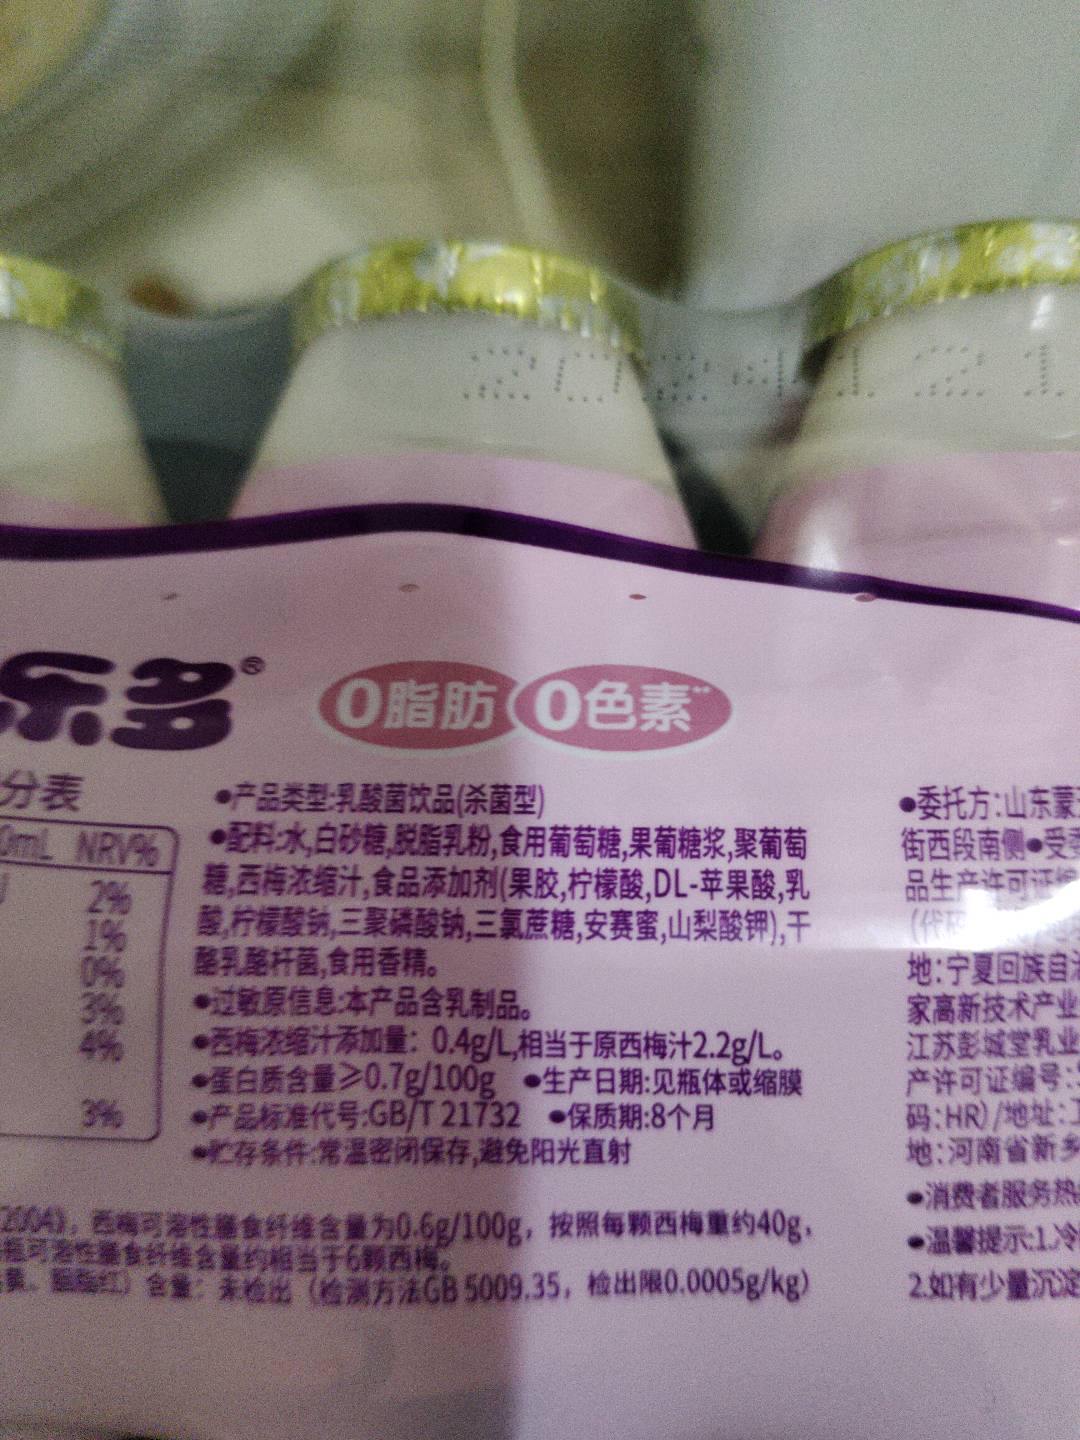 2024121
乐多®
0脂肪 0色素
分表
0mL NRV%
2%
1%
0%
3%
4%
3%
●产品类型:乳酸菌饮品(杀菌型)
●配料:水,白砂糖,脱脂乳粉,食用葡萄糖,果葡糖浆,聚葡萄
糖,西梅浓缩汁,食品添加剂(果胶,柠檬酸,DL-苹果酸,乳
酸,柠檬酸钠,三聚磷酸钠,三氯蔗糖,安赛蜜,山梨酸钾),干
酪乳酪杆菌,食用香精。
●过敏原信息:本产品含乳制品。
●西梅浓缩汁添加量：0.4g/L,相当于原西梅汁2.2g/L。
●蛋白质含量≥0.7g/100g ●生产日期:见瓶体或缩膜
●产品标准代号:GB/T 21732 ●保质期:8个月
●贮存条件:常温密闭保存,避免阳光直射
2004》，西梅可溶性膳食纤维含量为0.6g/100g，按照每颗西梅重约40g，
瓶可溶性膳食纤维含量约相当于6颗西梅。
胭脂红）含量：未检出（检测方法GB 5009.35，检出限0.0005g/kg）
●委托方:山东蒙
街西段南侧●受委
品生产许可证编
(代码
地:宁夏回族自治
家高新技术产业
江苏彭城堂乳业
产许可证编号:
码:HR)/地址:
地:河南省新乡
●消费者服务热
●温馨提示:1.冷
2.如有少量沉淀